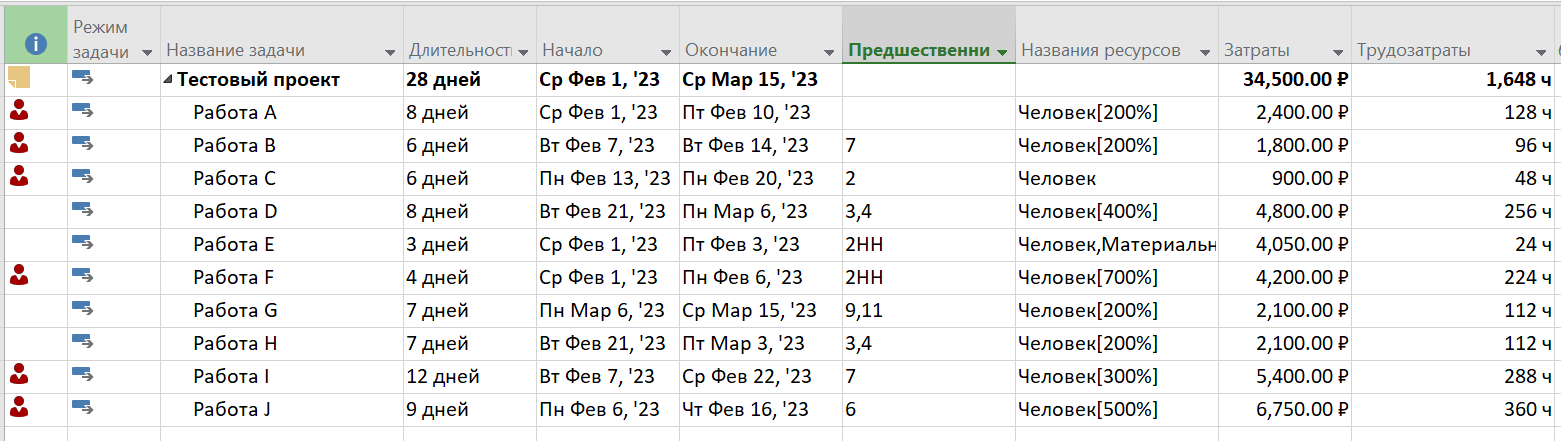 Режим задачи Название задачи Длительност Начало Окончание Предшественни Названия ресурсов Затраты Трудозатраты
Тестовый проект 28 дней Ср Фев 1, '23 Ср Мар 15, '23 34,500.00 ₽ 1,648 ч
Работа A 8 дней Ср Фев 1, '23 Пт Фев 10, '23 Человек[200%] 2,400.00 ₽ 128 ч
Работа B 6 дней Вт Фев 7, '23 Вт Фев 14, '23 7 Человек[200%] 1,800.00 ₽ 96 ч
Работа C 6 дней Пн Фев 13, '23 Пн Фев 20, '23 2 Человек 900.00 ₽ 48 ч
Работа D 8 дней Вт Фев 21, '23 Пн Мар 6, '23 3,4 Человек[400%] 4,800.00 ₽ 256 ч
Работа E 3 дней Ср Фев 1, '23 Пт Фев 3, '23 2НН Человек,Материальн 4,050.00 ₽ 24 ч
Работа F 4 дней Ср Фев 1, '23 Пн Фев 6, '23 2НН Человек[700%] 4,200.00 ₽ 224 ч
Работа G 7 дней Пн Мар 6, '23 Ср Мар 15, '23 9,11 Человек[200%] 2,100.00 ₽ 112 ч
Работа H 7 дней Вт Фев 21, '23 Пт Мар 3, '23 3,4 Человек[200%] 2,100.00 ₽ 112 ч
Работа I 12 дней Вт Фев 7, '23 Ср Фев 22, '23 7 Человек[300%] 5,400.00 ₽ 288 ч
Работа J 9 дней Пн Фев 6, '23 Чт Фев 16, '23 6 Человек[500%] 6,750.00 ₽ 360 ч